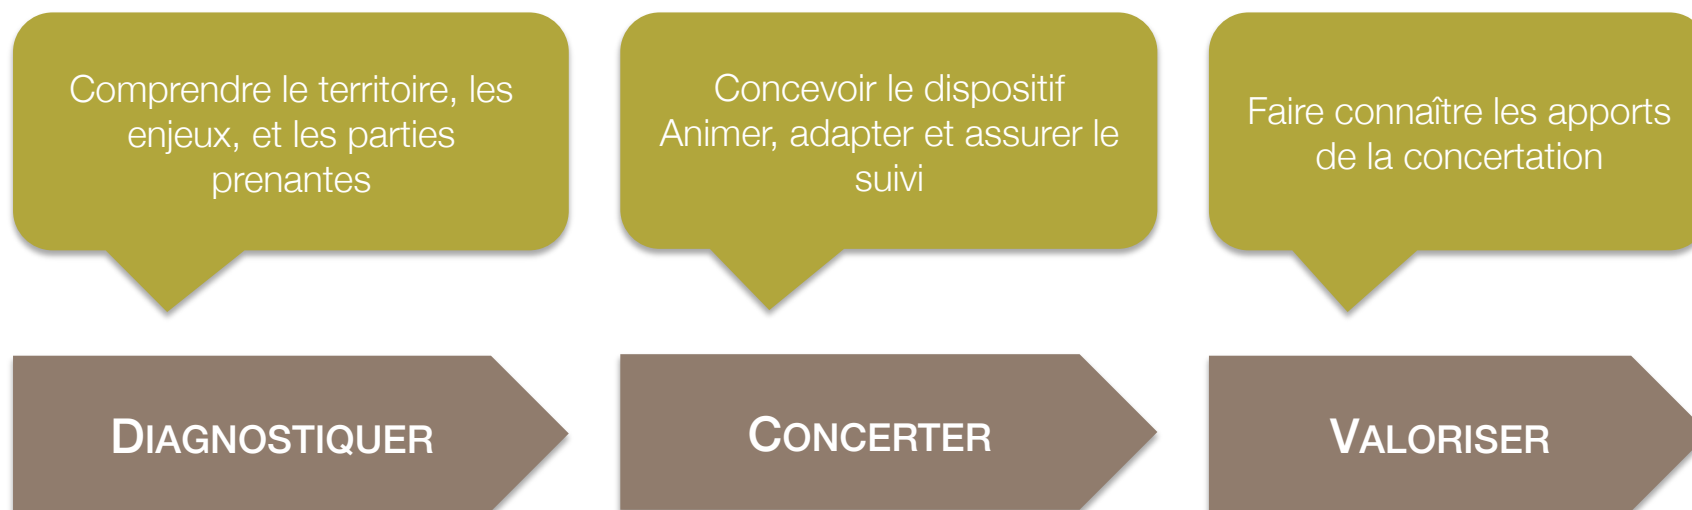 Comprendre le territoire, les
enjeux, et les parties
prenantes
Concevoir le dispositif
Animer, adapter et assurer le
suivi
Faire connaître les apports
de la concertation
DIAGNOSTIQUER
CONCERTER
VALORISER